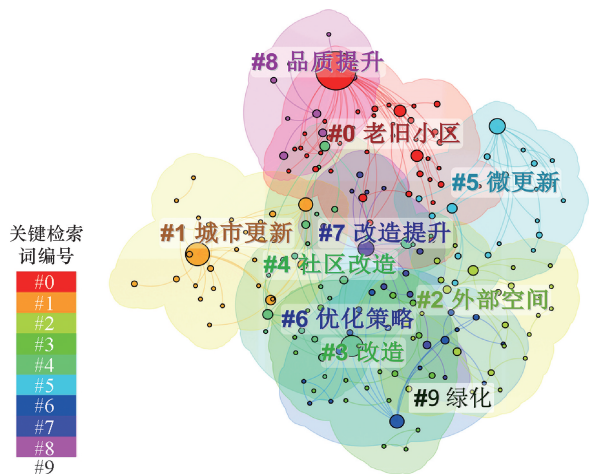 #8 品质提升
#0 老旧小区
#5 微更新
#1 城市更新
#7 改造提升
#4 社区改造
#2 外部空间
#6 优化策略
#3 改造
#9 绿化
关键检索
词编号
#0
#1
#2
#3
#4
#5
#6
#7
#8
#9